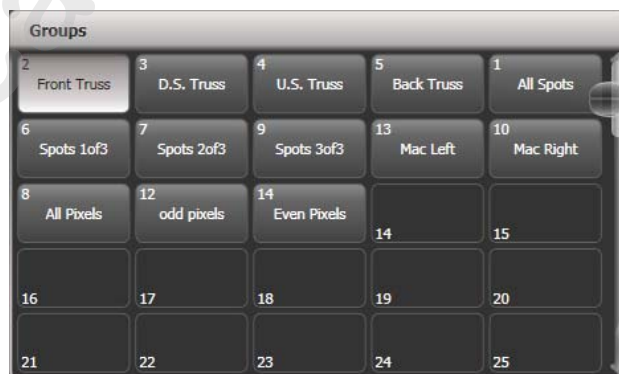 Groups
2 3 4 5 1
Front Truss D.S. Truss U.S. Truss Back Truss All Spots
6 7 9 13 10
Spots 1of3 Spots 2of3 Spots 3of3 Mac Left Mac Right
8 12 14
All Pixels odd pixels Even Pixels
14 15
16 17 18 19 20
21 22 23 24 25